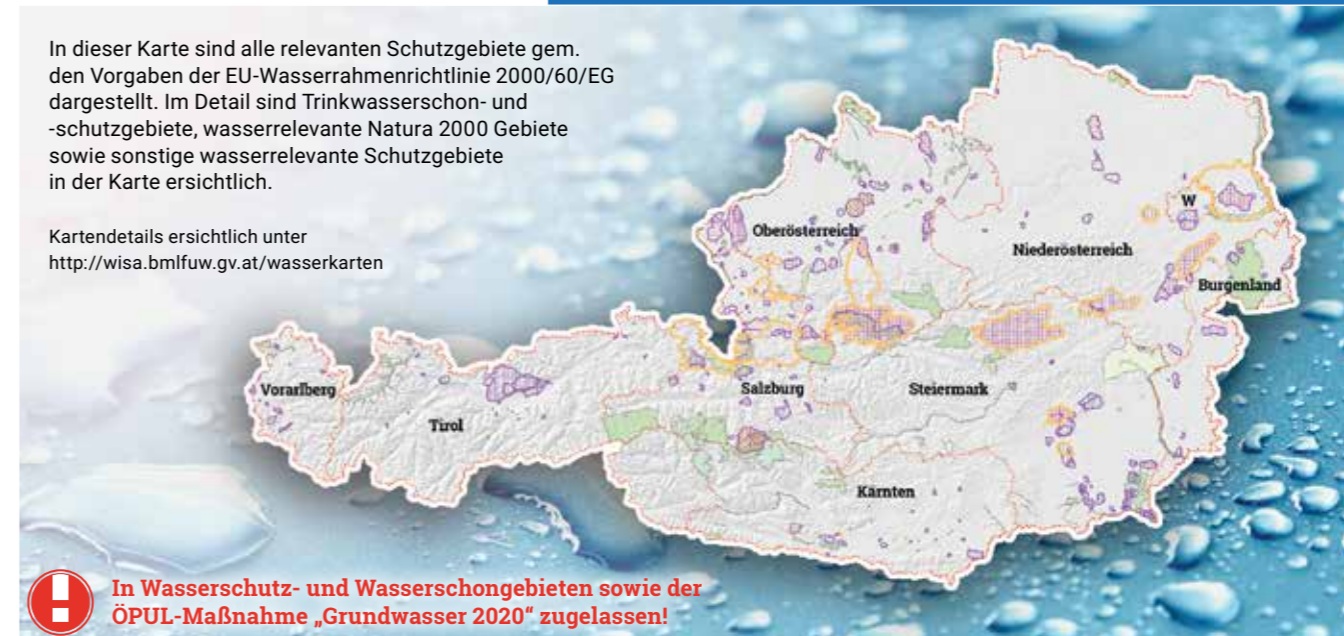 In dieser Karte sind alle relevanten Schutzgebiete gem.
den Vorgaben der EU-Wasserrahmenrichtlinie 2000/60/EG
dargestellt. Im Detail sind Trinkwasserschon- und
-schutzgebiete, wasserrelevante Natura 2000 Gebiete
sowie sonstige wasserrelevante Schutzgebiete
in der Karte ersichtlich.
Kartendetails ersichtlich unter
http://wisa.bmlfuw.gv.at/wasserkarten
W
Oberösterreich
Niederösterreich
Burgenland
Vorarlberg
Salzburg
Steiermark
Tirol
Kärnten
In Wasserschutz- und Wasserschongebieten sowie der
ÖPUL-Maßnahme „Grundwasser 2020“ zugelassen!